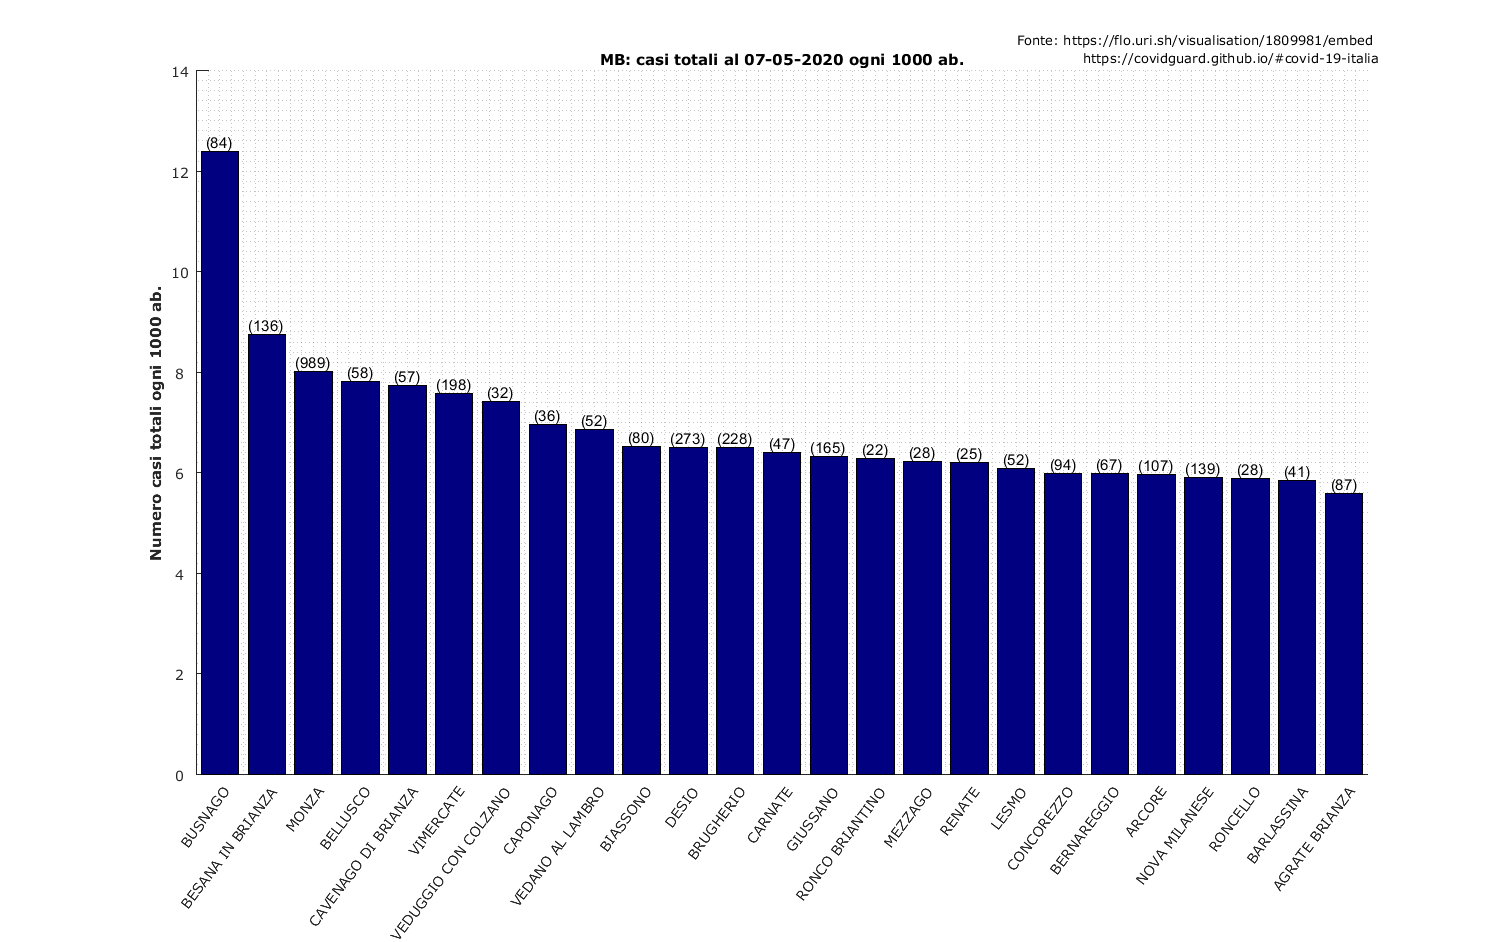 Fonte: https://flo.uri.sh/visualisation/1809981/embed
https://covidguard.github.io/#covid-19-italia
MB: casi totali al 07-05-2020 ogni 1000 ab.
Numero casi totali ogni 1000 ab.
14
12
10
8
6
4
2
0
(84)
(136)
(989)
(58)
(57)
(198)
(32)
(36)
(52)
(80)
(273)
(228)
(47)
(165)
(22)
(28)
(25)
(52)
(94)
(67)
(107)
(139)
(28)
(41)
(87)
BUSNAGO
BESANA IN BRIANZA
MONZA
BELLUSCO
CAVENAGO DI BRIANZA
VIMERCATE
VEDUGGIO CON COLZANO
CAPONAGO
VEDANO AL LAMBRO
BIASSONO
DESIO
BRUGHERIO
CARNATE
GIUSSANO
RONCO BRIANTINO
MEZZAGO
RENATE
LESMO
CONCOREZZO
BERNAREGGIO
ARCORE
NOVA MILANESE
RONCELLO
BARLASSINA
AGRATE BRIANZA